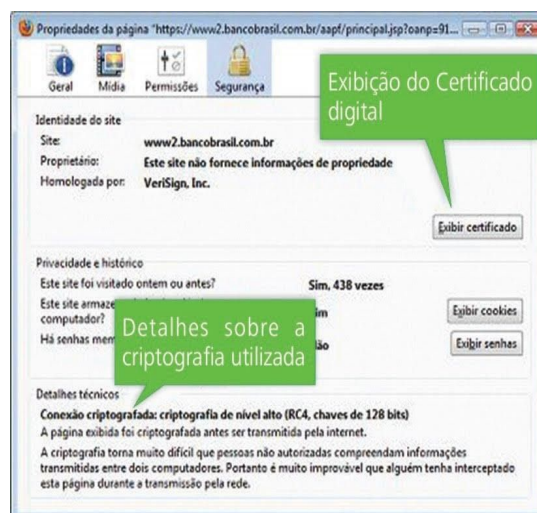 Propriedades da página "https://www2.bancobrasil.com.br/aapf/principal.jsp?oanp=91...
Geral Mídia Permissões Segurança
Exibição do Certificado
digital
Identidade do site
Site: www2.bancobrasil.com.br
Proprietário: Este site não fornece informações de propriedade
Homologada por: VeriSign, Inc.
Exibir certificado
Privacidade e histórico
Este site foi visitado ontem ou antes? Sim, 438 vezes
Este site
computador?
Exibir cookies
Há senhas
Exibir senhas
Detalhes sobre a
criptografia utilizada
Detalhes técnicos
Conexão criptografada: criptografia de nível alto (RC4, chaves de 128 bits)
A página exibida foi criptografada antes ser transmitida pela internet.
A criptografia torna muito difícil que pessoas não autorizadas compreendam informações
transmitidas entre dois computadores. Portanto é muito improvável que alguém tenha interceptado
esta página durante a transmissão pela rede.